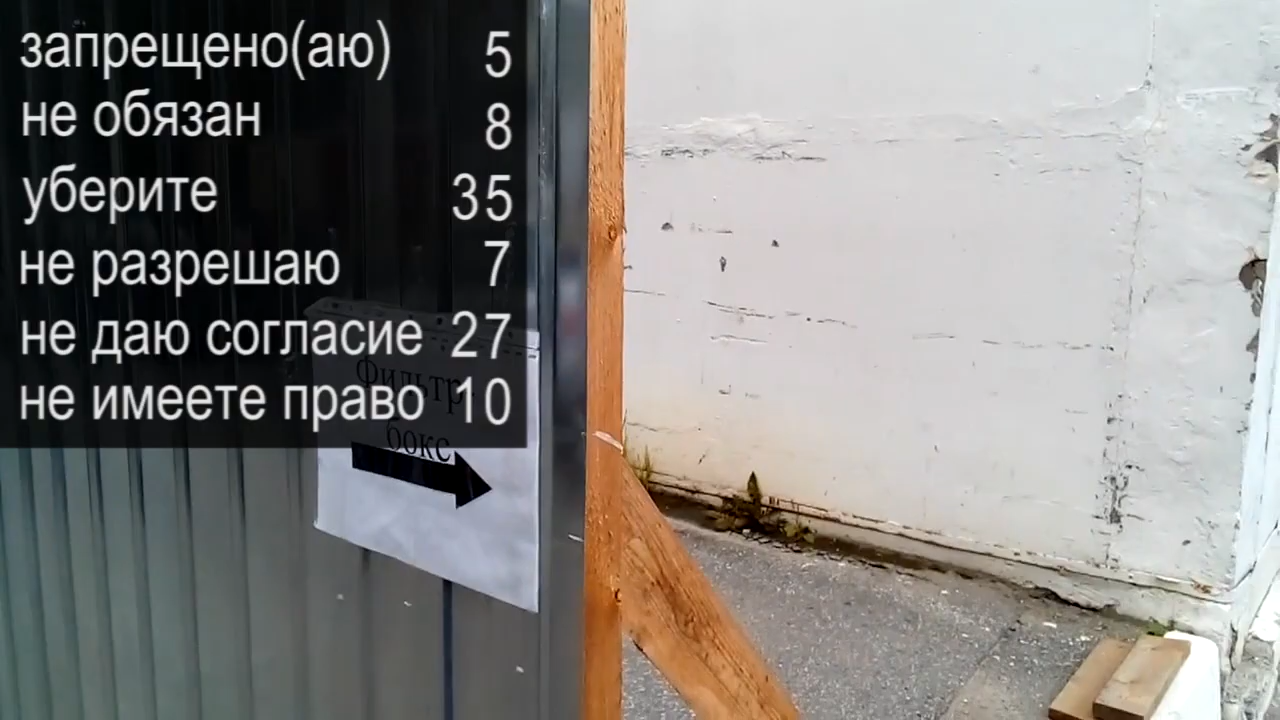 запрещено(аю) 5
не обязан 8
уберите 35
не разрешаю 7
не даю согласие 27
не имеете право 10
Фильтр
бокс